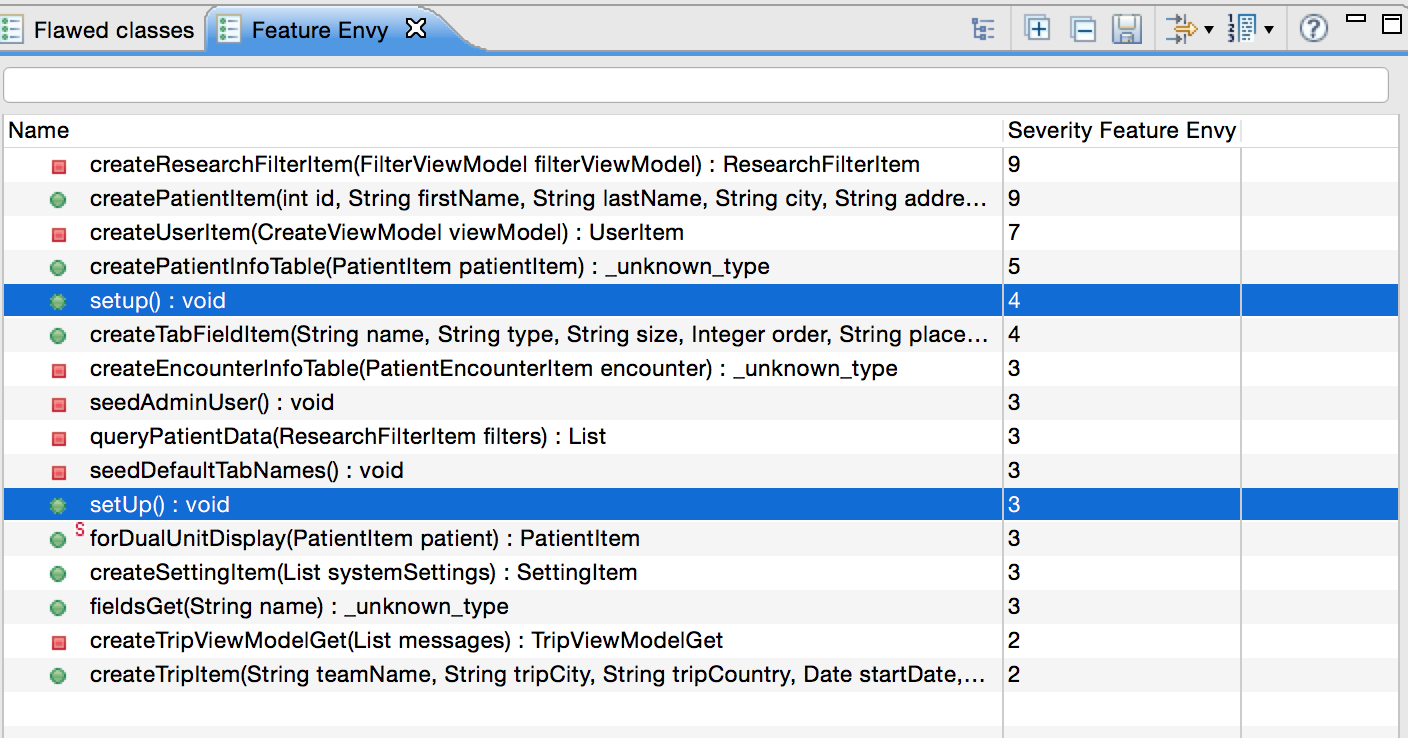 Flawed classes Feature Envy
Name Severity Feature Envy
createResearchFilterItem(FilterViewModel filterViewModel) : ResearchFilterItem 9
createPatientItem(int id, String firstName, String lastName, String city, String addre... 9
createUserItem(CreateViewModel viewModel) : UserItem 7
createPatientInfoTable(PatientItem patientItem) : _unknown_type 5
setup() : void 4
createTabFieldItem(String name, String type, String size, Integer order, String place... 4
createEncounterInfoTable(PatientEncounterItem encounter) : _unknown_type 3
seedAdminUser() : void 3
queryPatientData(ResearchFilterItem filters) : List 3
seedDefaultTabNames() : void 3
setUp() : void 3
S forDualUnitDisplay(PatientItem patient) : PatientItem 3
createSettingItem(List systemSettings) : SettingItem 3
fieldsGet(String name) : _unknown_type 3
createTripViewModelGet(List messages) : TripViewModelGet 2
createTripItem(String teamName, String tripCity, String tripCountry, Date startDate,... 2